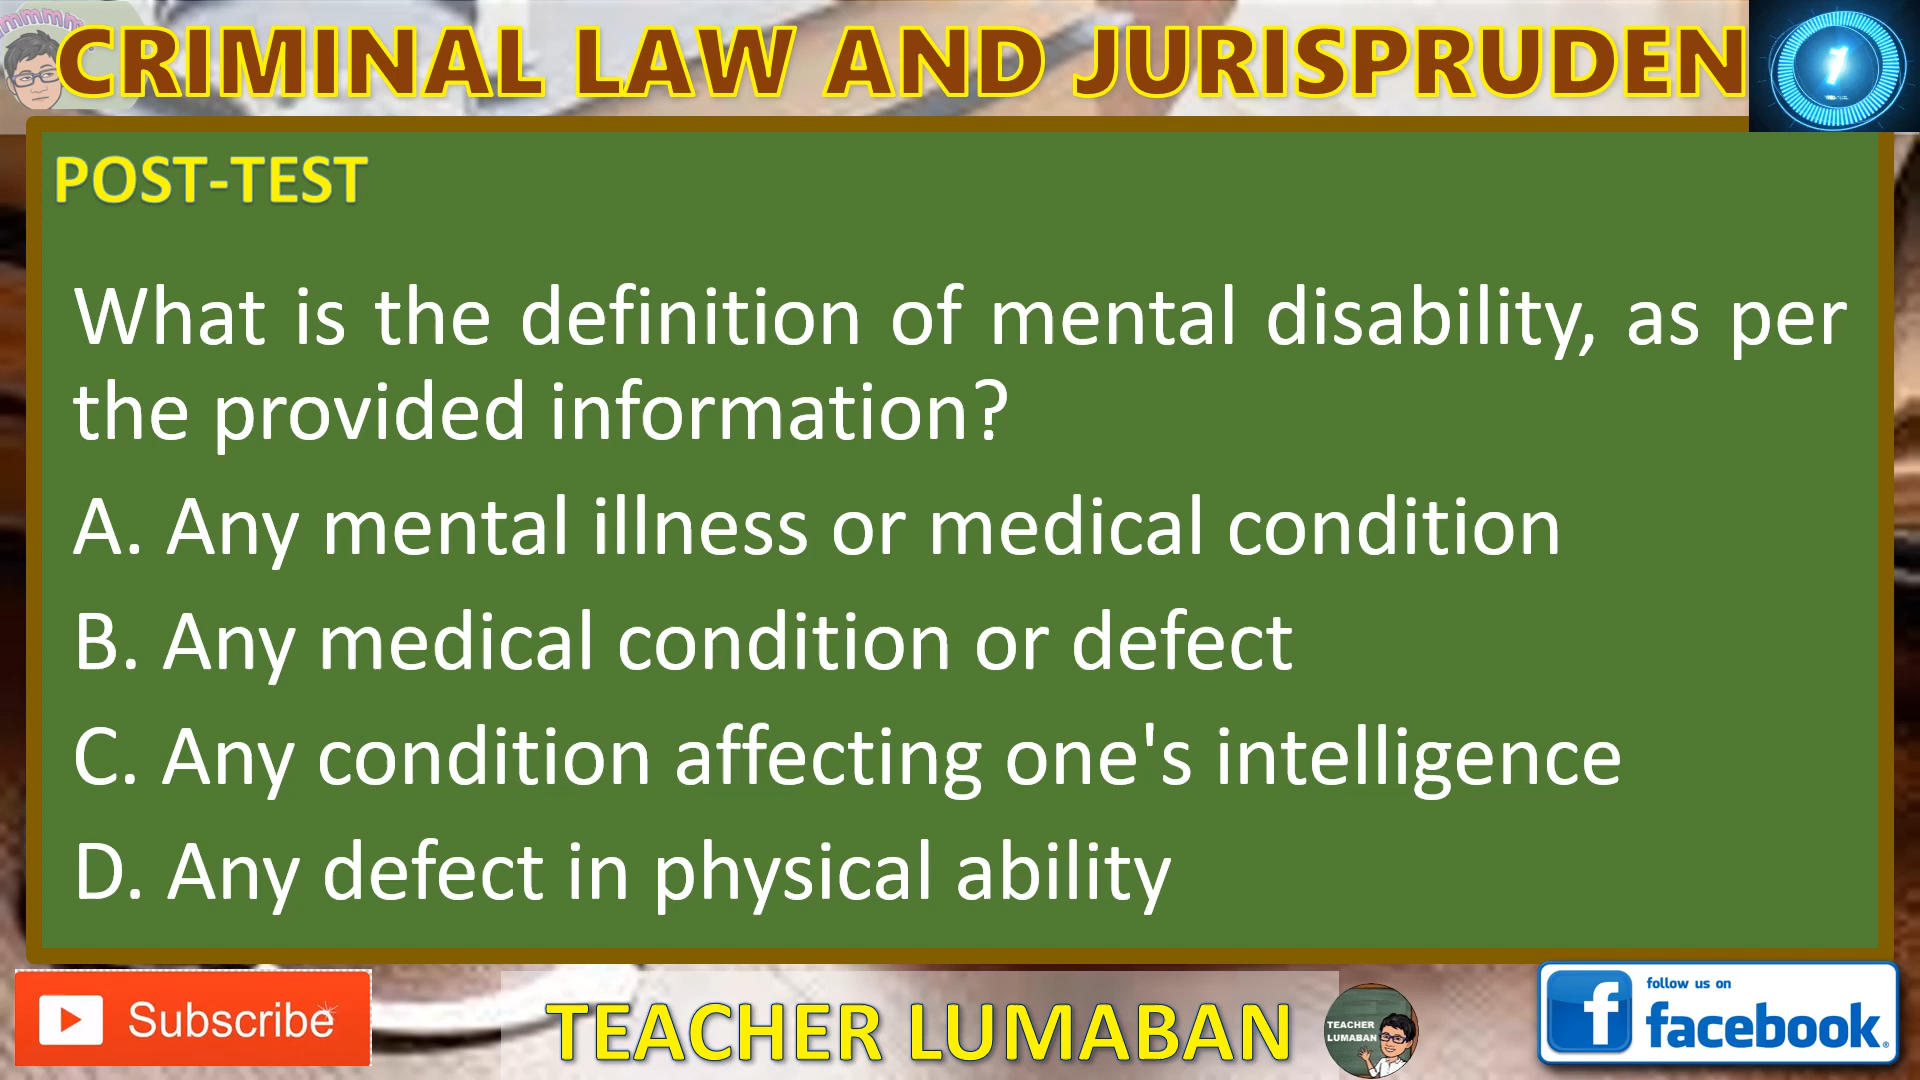 mmmmm
CRIMINAL LAW AND JURISPRUDEN
POST-TEST
What is the definition of mental disability, as per
the provided information?
A. Any mental illness or medical condition
B. Any medical condition or defect
C. Any condition affecting one's intelligence
D. Any defect in physical ability
Subscribe
TEACHER LUMABAN
TEACHER
LUMABAN
follow us on
facebook